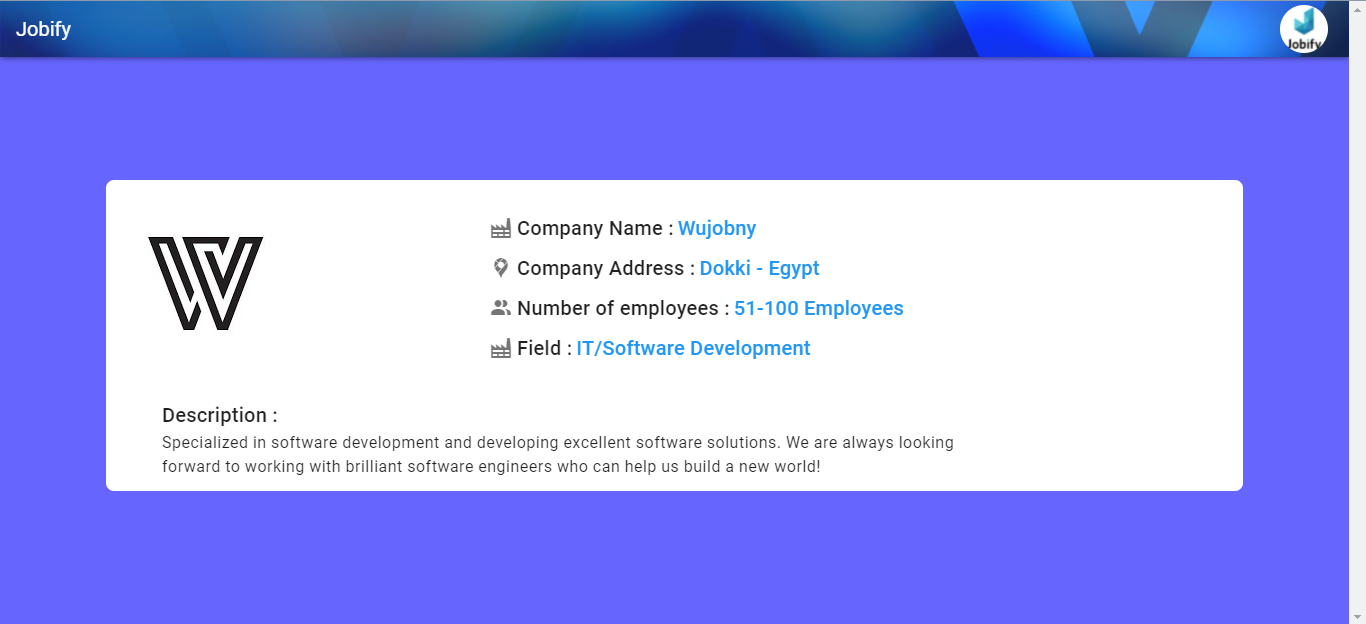 Jobify
Jobify
Company Name : Wujobny
Company Address : Dokki - Egypt
Number of employees : 51-100 Employees
Field : IT/Software Development
Description :
Specialized in software development and developing excellent software solutions. We are always looking
forward to working with brilliant software engineers who can help us build a new world!